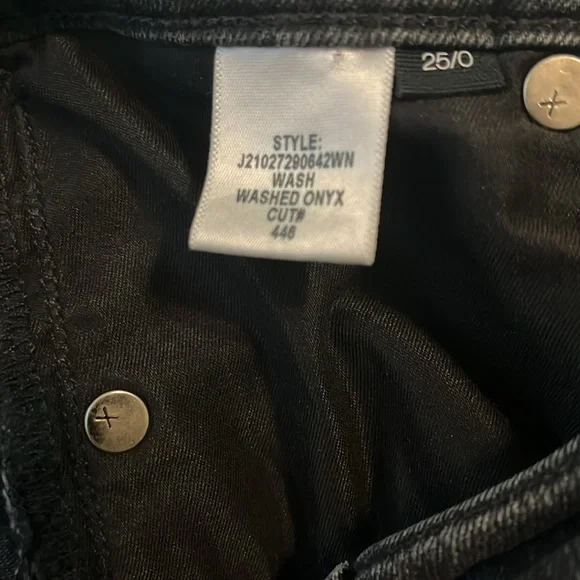 25/0
STYLE:
J21027290642WN
WASH
WASHED ONYX
CUT#
446